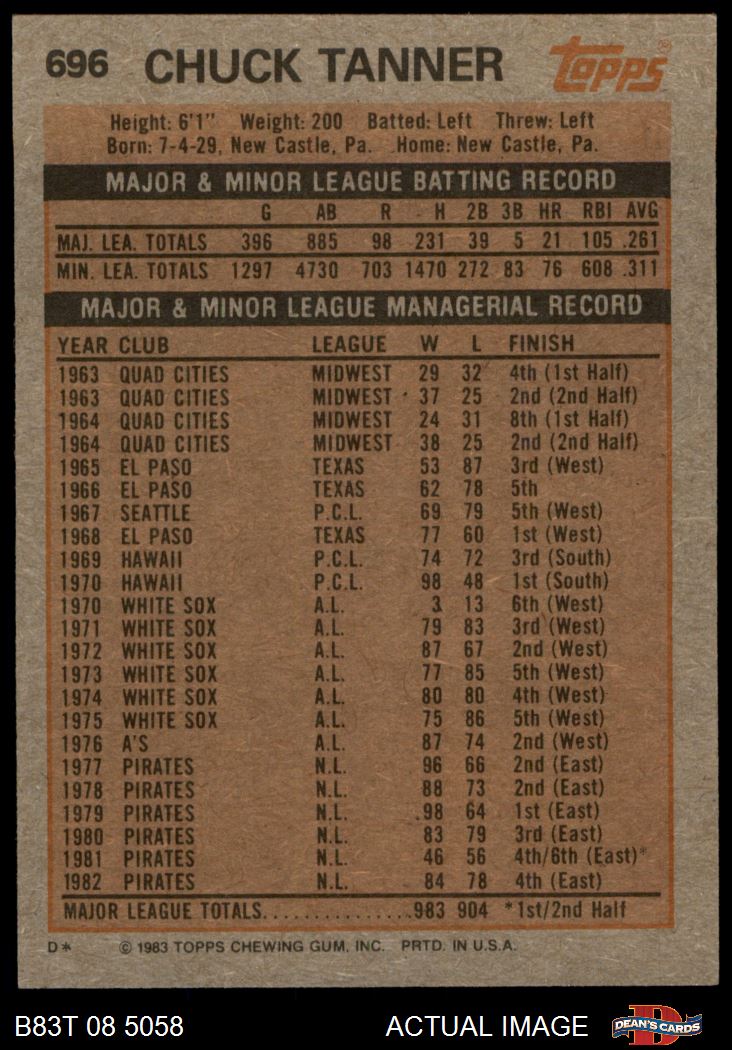 696 CHUCK TANNER Topps®
Height: 6'1" Weight: 200 Batted: Left Threw: Left
Born: 7-4-29, New Castle, Pa. Home: New Castle, Pa.
MAJOR & MINOR LEAGUE BATTING RECORD
G AB R H 2B 3B HR RBI AVG
MAJ. LEA. TOTALS 396 885 98 231 39 5 21 105 .261
MIN. LEA. TOTALS 1297 4730 703 1470 272 83 76 608 .311
MAJOR & MINOR LEAGUE MANAGERIAL RECORD
YEAR CLUB LEAGUE W L FINISH
1963 QUAD CITIES MIDWEST 29 32 4th (1st Half)
1963 QUAD CITIES MIDWEST 37 25 2nd (2nd Half)
1964 QUAD CITIES MIDWEST 24 31 8th (1st Half)
1964 QUAD CITIES MIDWEST 38 25 2nd (2nd Half)
1965 EL PASO TEXAS 53 87 3rd (West)
1966 EL PASO TEXAS 62 78 5th
1967 SEATTLE P.C.L. 69 79 5th (West)
1968 EL PASO TEXAS 77 60 1st (West)
1969 HAWAII P.C.L. 74 72 3rd (South)
1970 HAWAII P.C.L. 98 48 1st (South)
1970 WHITE SOX A.L. 3 13 6th (West)
1971 WHITE SOX A.L. 79 83 3rd (West)
1972 WHITE SOX A.L. 87 67 2nd (West)
1973 WHITE SOX A.L. 77 85 5th (West)
1974 WHITE SOX A.L. 80 80 4th (West)
1975 WHITE SOX A.L. 75 86 5th (West)
1976 A'S A.L. 87 74 2nd (West)
1977 PIRATES N.L. 96 66 2nd (East)
1978 PIRATES N.L. 88 73 2nd (East)
1979 PIRATES N.L. 98 64 1st (East)
1980 PIRATES N.L. 83 79 3rd (East)
1981 PIRATES N.L. 46 56 4th/6th (East)*
1982 PIRATES N.L. 84 78 4th (East)
MAJOR LEAGUE TOTALS................983 904 *1st/2nd Half
D* © 1983 TOPPS CHEWING GUM, INC. PRTD. IN U.S.A.
B83T 08 5058 ACTUAL IMAGE D DEAN'S CARDS